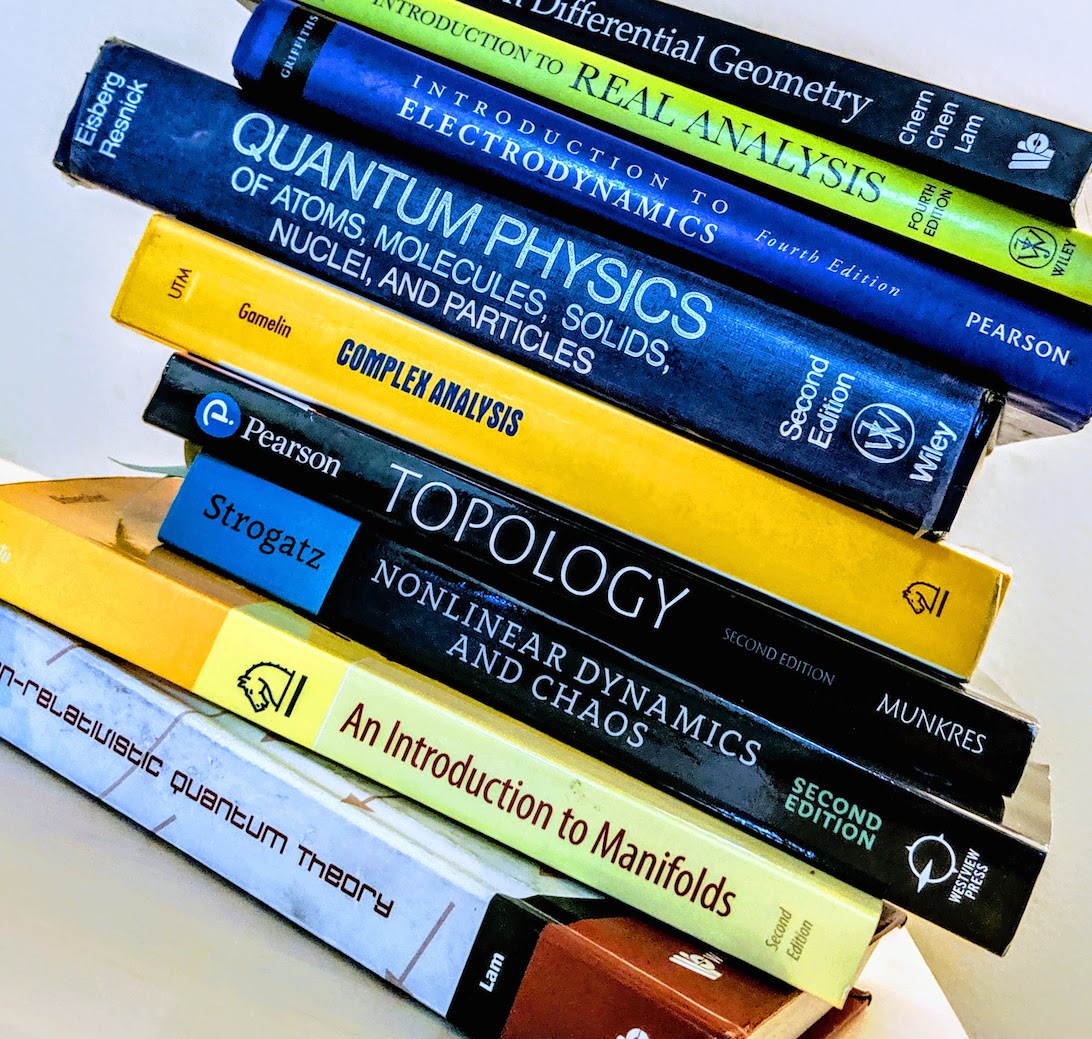 Differential Geometry
Chern
Chen
Lam
INTRODUCTION TO REAL ANALYSIS
FOURTH
EDITION
WILEY
GRIFFITHS
INTRODUCTION TO
ELECTRODYNAMICS
Fourth Edition
PEARSON
Eisberg
Resnick
QUANTUM PHYSICS
OF ATOMS, MOLECULES, SOLIDS,
NUCLEI, AND PARTICLES
Second
Edition
Wiley
UTM
Gamelin
COMPLEX ANALYSIS
Pearson
TOPOLOGY
SECOND EDITION
MUNKRES
Strogatz
NONLINEAR DYNAMICS
AND CHAOS
SECOND
EDITION
WESTVIEW
PRESS
An Introduction to Manifolds
Second
Edition
n-relativistic Quantum Theory
Lam